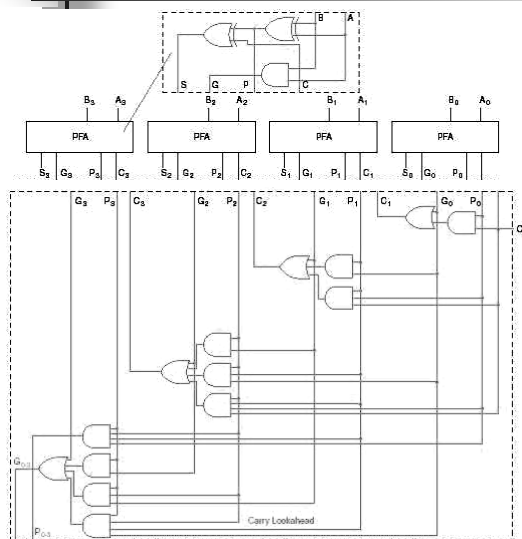 B A
S G P C
B3 A3 B2 A2 B1 A1 B0 A0
PFA PFA PFA PFA
S3 G3 P3 C3 S2 G2 P2 C2 S1 G1 P1 C1 S0 G0 P0
G3 P3 C3 G2 P2 C2 G1 P1 C1 G0 P0
C
G0-3
Carry Lookahead
P0-3